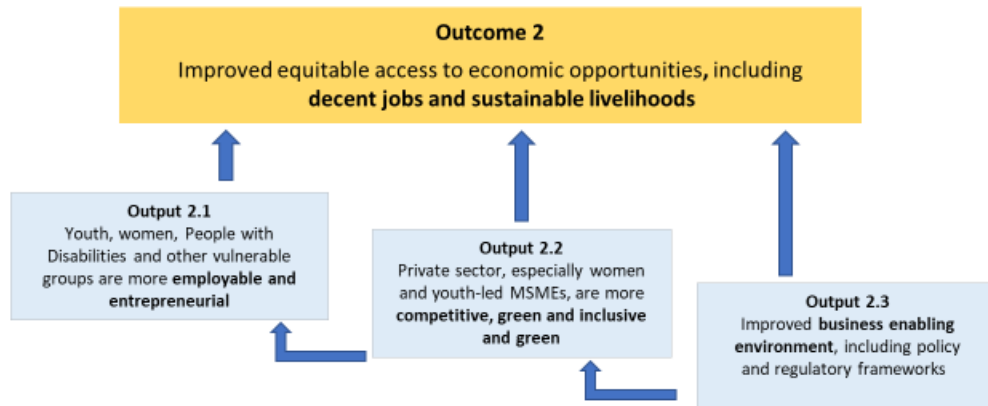 Outcome 2
Improved equitable access to economic opportunities, including
decent jobs and sustainable livelihoods
Output 2.1
Youth, women, People with
Disabilities and other vulnerable
groups are more employable and
entrepreneurial
Output 2.2
Private sector, especially women
and youth-led MSMEs, are more
competitive, green and inclusive
and green
Output 2.3
Improved business enabling
environment, including policy
and regulatory frameworks